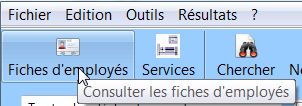 Fichier Edition Outils Résultats ?
Fiches d'employés Services Chercher
Consulter les fiches d'employés